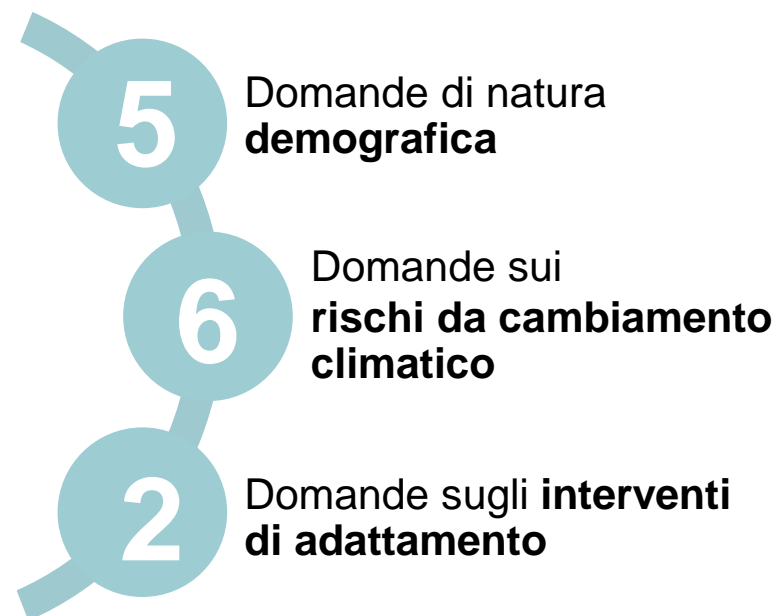 5
Domande di natura
demografica
6
Domande sui
rischi da cambiamento
climatico
2
Domande sugli interventi
di adattamento